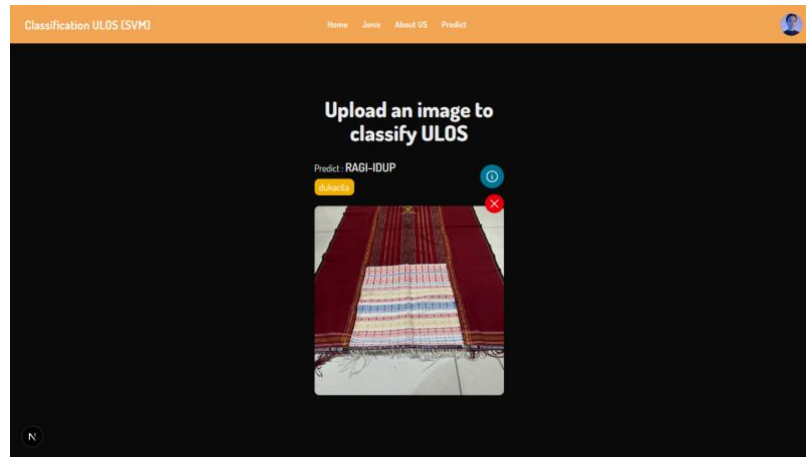 Classification ULOS (SVM)
Home Jenis About US Predict
Upload an image to
classify ULOS
Predict : RAGI-IDUP
dukacita
N